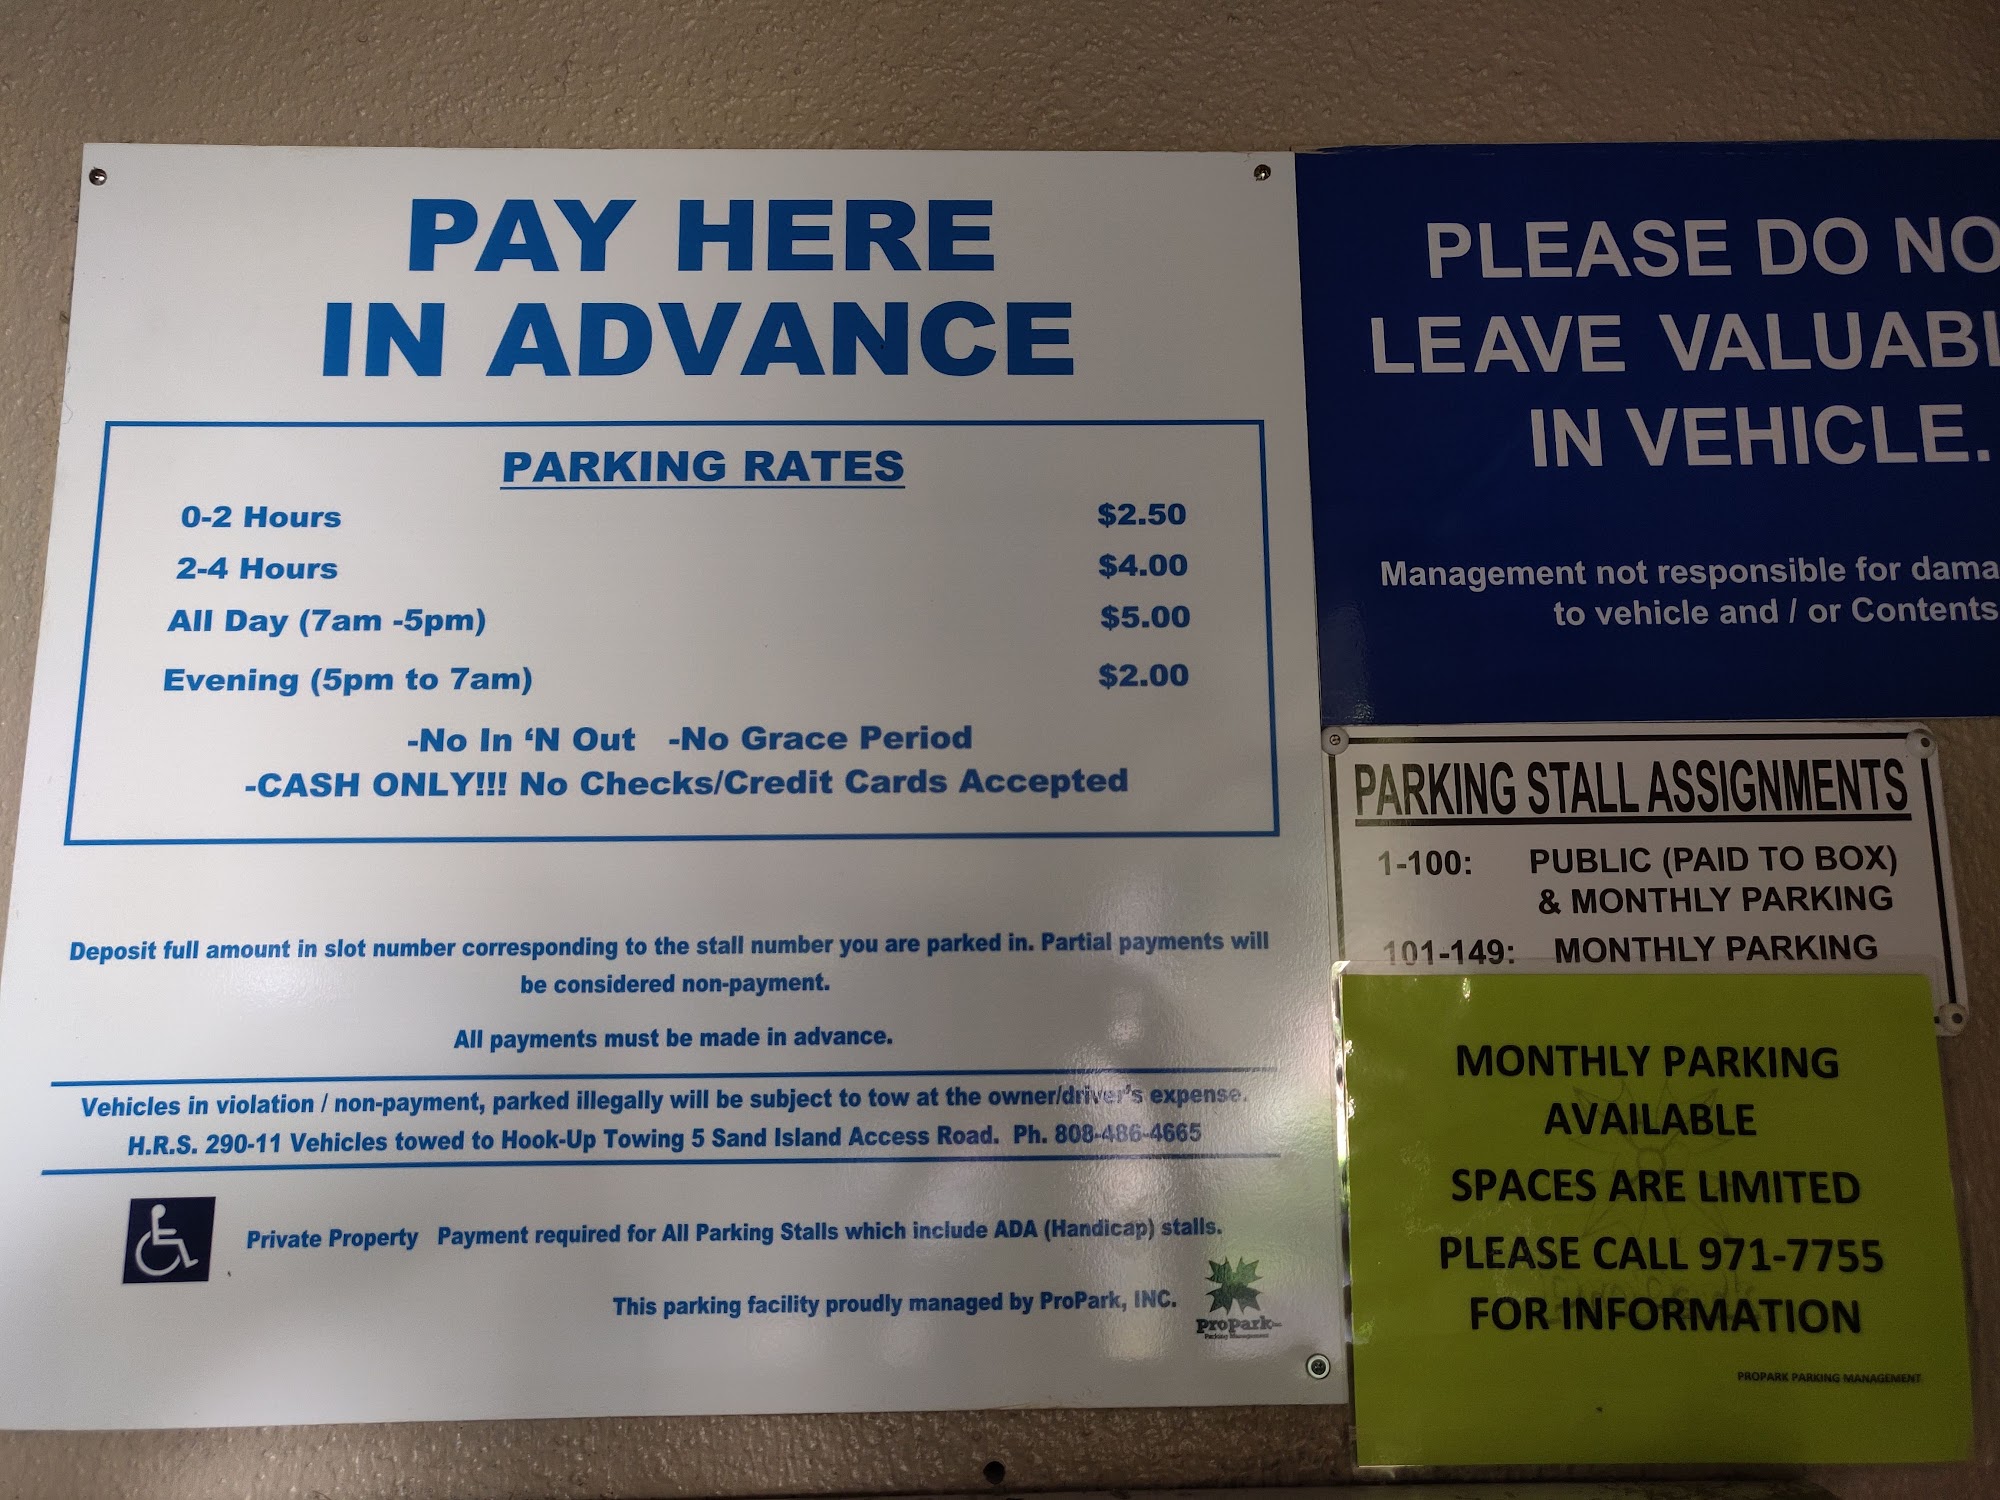 PAY HERE
IN ADVANCE
PARKING RATES
0-2 Hours $2.50
2-4 Hours $4.00
All Day (7am -5pm) $5.00
Evening (5pm to 7am) $2.00
-No In ‘N Out -No Grace Period
-CASH ONLY!!! No Checks/Credit Cards Accepted
Deposit full amount in slot number corresponding to the stall number you are parked in. Partial payments will
be considered non-payment.
All payments must be made in advance.
Vehicles in violation / non-payment, parked illegally will be subject to tow at the owner/driver's expense.
H.R.S. 290-11 Vehicles towed to Hook-Up Towing 5 Sand Island Access Road. Ph. 808-486-4665
Private Property Payment required for All Parking Stalls which include ADA (Handicap) stalls.
This parking facility proudly managed by ProPark, INC.
ProPark
Parking Management
PLEASE DO NO
LEAVE VALUABL
IN VEHICLE.
Management not responsible for dama
to vehicle and / or Contents
PARKING STALL ASSIGNMENTS
1-100: PUBLIC (PAID TO BOX)
& MONTHLY PARKING
101-149: MONTHLY PARKING
MONTHLY PARKING
AVAILABLE
SPACES ARE LIMITED
PLEASE CALL 971-7755
FOR INFORMATION
PROPARK PARKING MANAGEMENT